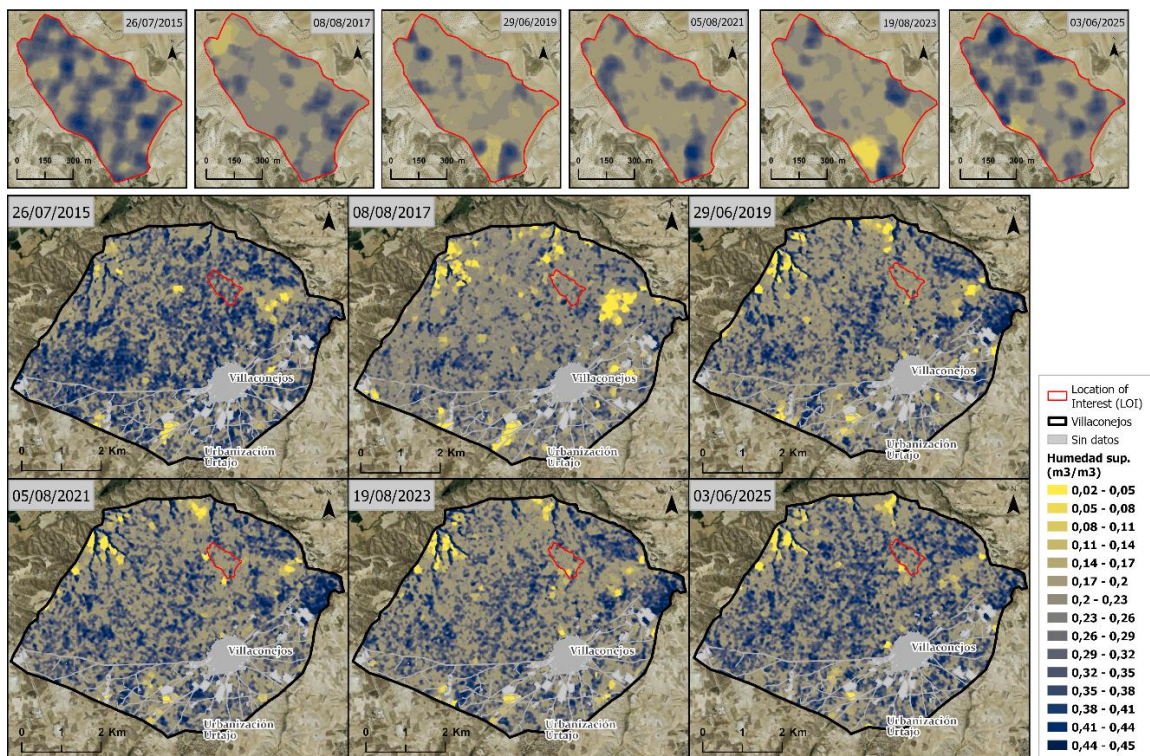 26/07/2015
08/08/2017
29/06/2019
05/08/2021
19/08/2023
03/06/2025
0 150 300 m
0 150 300 m
0 150 300 m
0 150 300 m
0 150 300 m
0 150 300 m
26/07/2015
N
Villaconejos
Urbanización
Urtajo
0 1 2 Km
08/08/2017
N
Villaconejos
Urbanización
Urtajo
0 1 2 Km
29/06/2019
N
Villaconejos
Urbanización
Urtajo
0 1 2 Km
05/08/2021
N
Villaconejos
Urbanización
Urtajo
0 1 2 Km
19/08/2023
N
Villaconejos
Urbanización
Urtajo
0 1 2 Km
03/06/2025
N
Villaconejos
Urbanización
Urtajo
0 1 2 Km
Location of
Interest (LOI)
Villaconejos
Sin datos
Humedad sup.
(m3/m3)
0,02 - 0,05
0,05 - 0,08
0,08 - 0,11
0,11 - 0,14
0,14 - 0,17
0,17 - 0,2
0,2 - 0,23
0,23 - 0,26
0,26 - 0,29
0,29 - 0,32
0,32 - 0,35
0,35 - 0,38
0,38 - 0,41
0,41 - 0,44
0,44 - 0,45